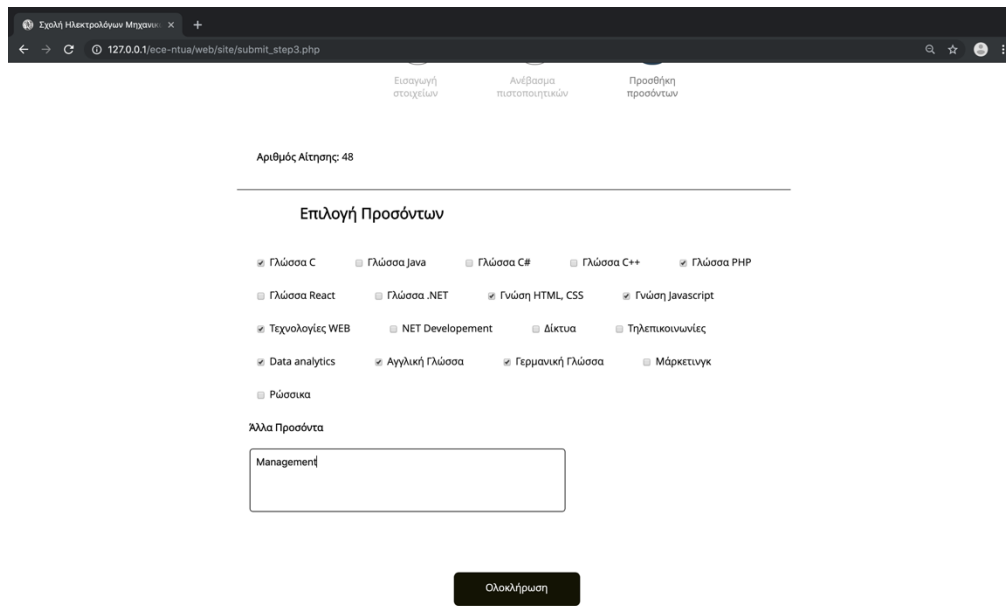 Σχολή Ηλεκτρολόγων Μηχανικ
127.0.0.1/ece-ntua/web/site/submit_step3.php
Εισαγωγή στοιχείων
Ανέβασμα πιστοποιητικών
Προσθήκη προσόντων
Αριθμός Αίτησης: 48
Επιλογή Προσόντων
Γλώσσα C Γλώσσα Java Γλώσσα C# Γλώσσα C++ Γλώσσα PHP
Γλώσσα React Γλώσσα .NET Γνώση HTML, CSS Γνώση Javascript
Τεχνολογίες WEB NET Developement Δίκτυα Τηλεπικοινωνίες
Data analytics Αγγλική Γλώσσα Γερμανική Γλώσσα Μάρκετινγκ
Ρώσσικα
Άλλα Προσόντα
Management
Ολοκλήρωση